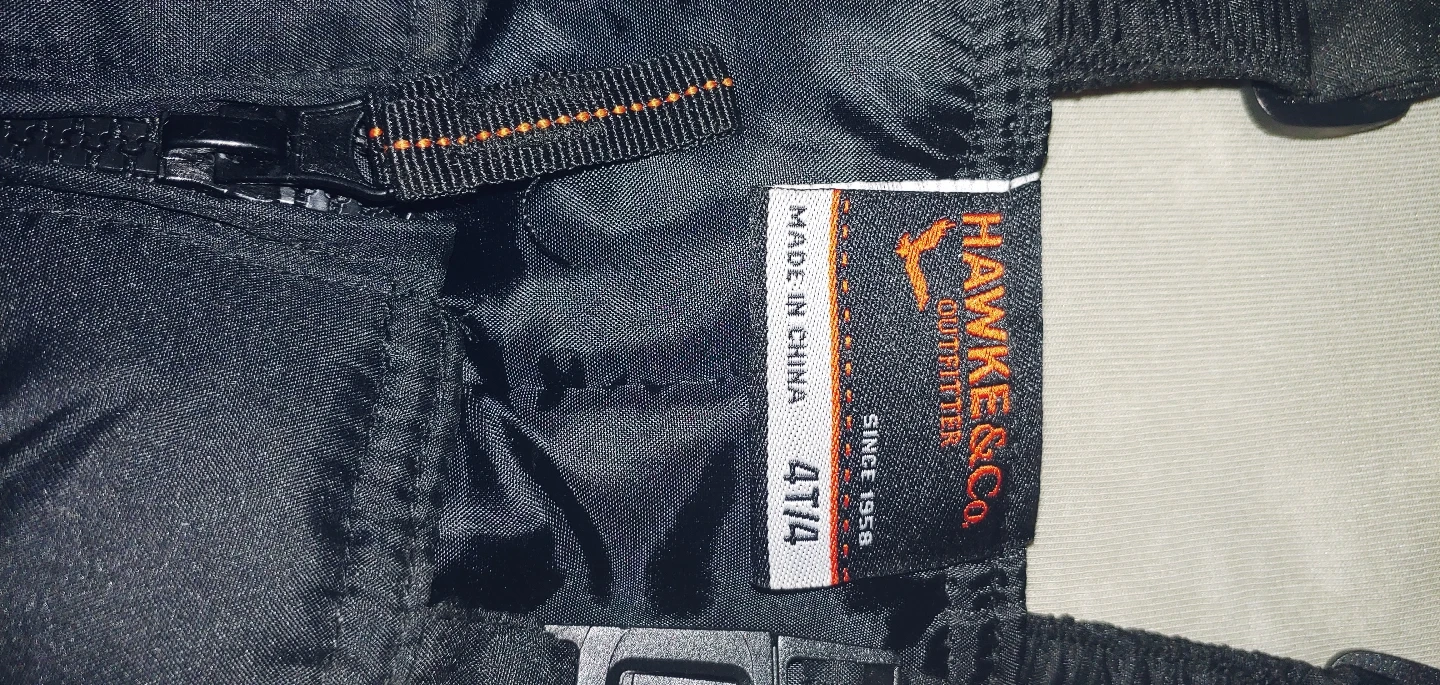 HAWKE&Co.
OUTFITTER
SINCE 1958
MADE IN CHINA 4T/4